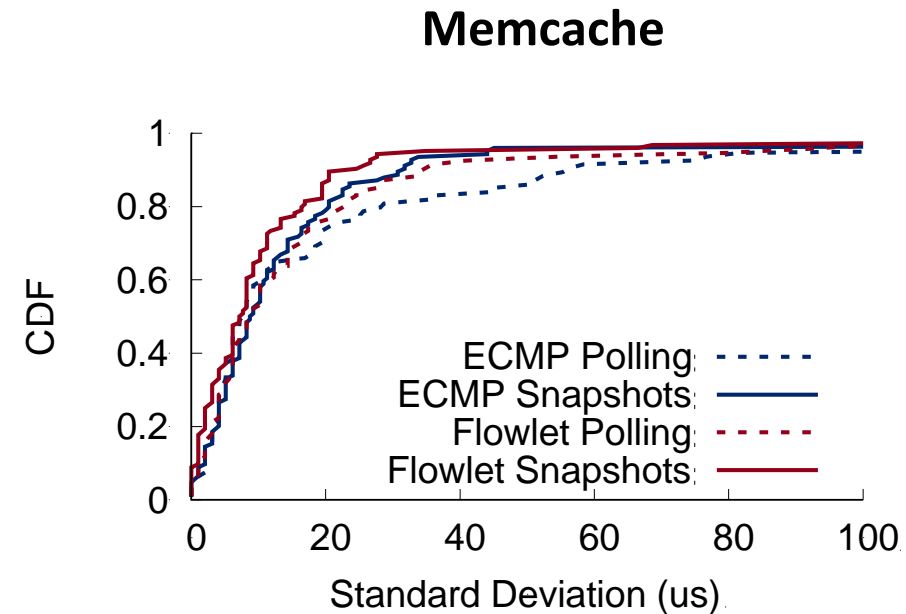 Memcache
1
0.8
0.6
0.4
0.2
0
CDF
ECMP Polling
ECMP Snapshots
Flowlet Polling
Flowlet Snapshots
0 20 40 60 80 100
Standard Deviation (us)